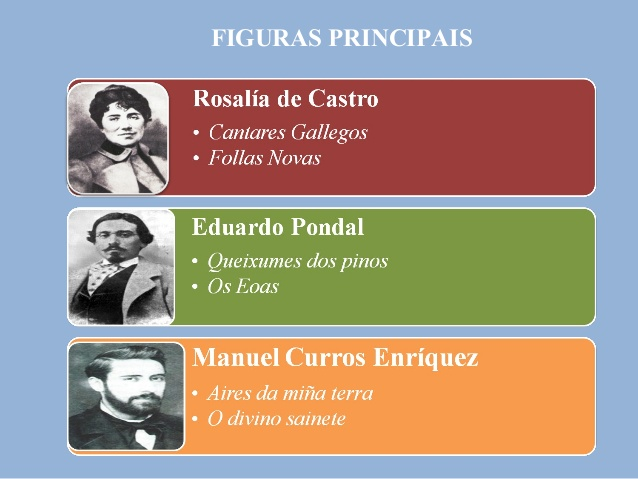 FIGURAS PRINCIPAIS
Rosalía de Castro
• Cantares Gallegos
• Follas Novas
Eduardo Pondal
• Queixumes dos pinos
• Os Eoas
Manuel Curros Enríquez
• Aires da miña terra
• O divino sainete